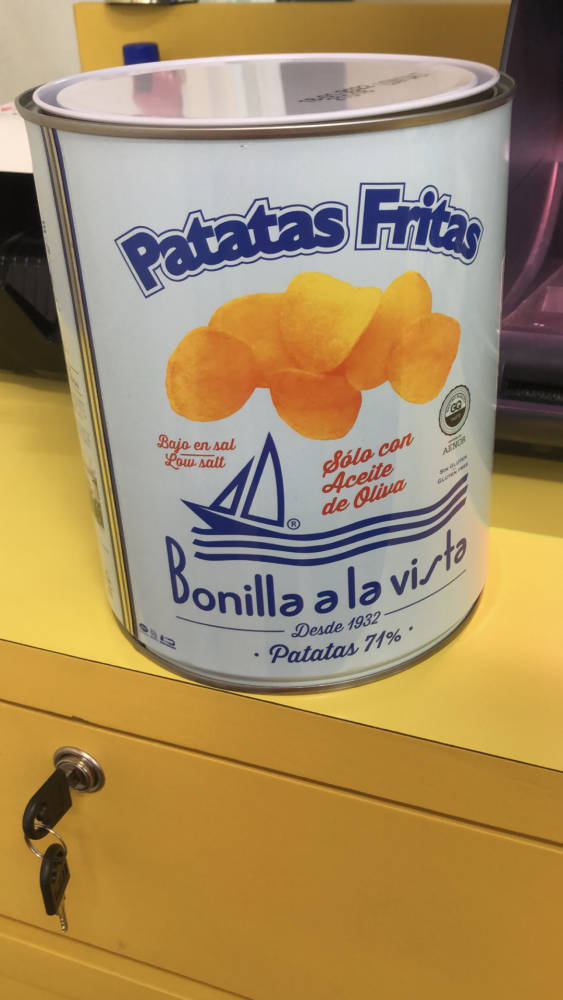 Patatas Fritas
Bajo en sal
Low salt
Sólo con
Aceite
de Oliva
AENOR
SIN GLUTEN
GLUTEN FREE
®
Bonilla a la vista
Desde 1932
· Patatas 71% ·